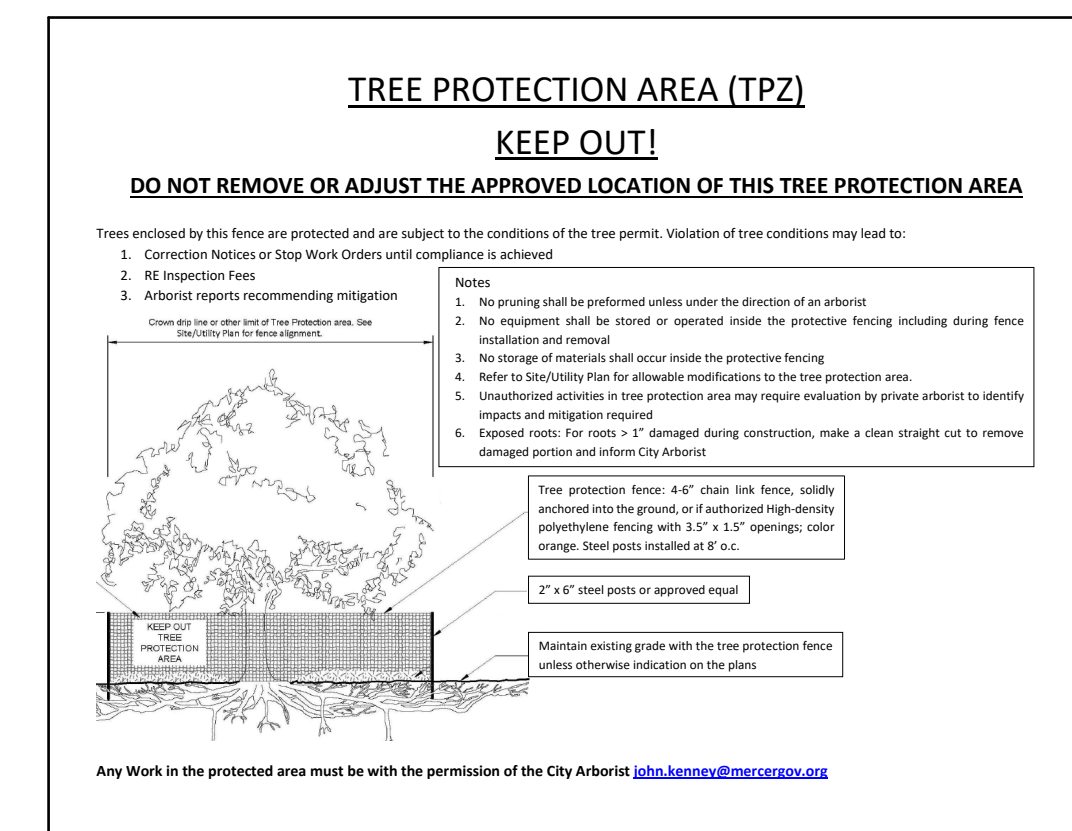 TREE PROTECTION AREA (TPZ)
KEEP OUT!
DO NOT REMOVE OR ADJUST THE APPROVED LOCATION OF THIS TREE PROTECTION AREA
Trees enclosed by this fence are protected and are subject to the conditions of the tree permit. Violation of tree conditions may lead to:
1. Correction Notices or Stop Work Orders until compliance is achieved
2. RE Inspection Fees
3. Arborist reports recommending mitigation
Notes
1. No pruning shall be preformed unless under the direction of an arborist
2. No equipment shall be stored or operated inside the protective fencing including during fence
installation and removal
3. No storage of materials shall occur inside the protective fencing
4. Refer to Site/Utility Plan for allowable modifications to the tree protection area.
5. Unauthorized activities in tree protection area may require evaluation by private arborist to identify
impacts and mitigation required
6. Exposed roots: For roots > 1” damaged during construction, make a clean straight cut to remove
damaged portion and inform City Arborist
Crown drip line or other limit of Tree Protection area. See
Site/Utility Plan for fence alignment.
Tree protection fence: 4-6” chain link fence, solidly
anchored into the ground, or if authorized High-density
polyethylene fencing with 3.5” x 1.5” openings; color
orange. Steel posts installed at 8’ o.c.
2” x 6” steel posts or approved equal
KEEP OUT
TREE
PROTECTION
AREA
Maintain existing grade with the tree protection fence
unless otherwise indication on the plans
Any Work in the protected area must be with the permission of the City Arborist john.kenney@mercergov.org